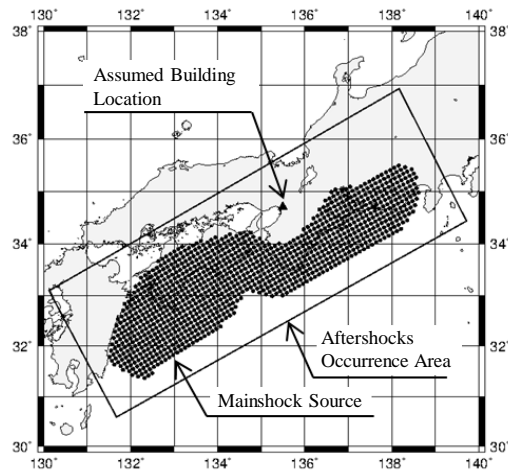 130° 132° 134° 136° 138° 140°
38° 38°
Assumed Building
Location
36° 36°
34° 34°
32° 32°
Aftershocks
Occurrence Area
Mainshock Source
30° 30°
130° 132° 134° 136° 138° 140°